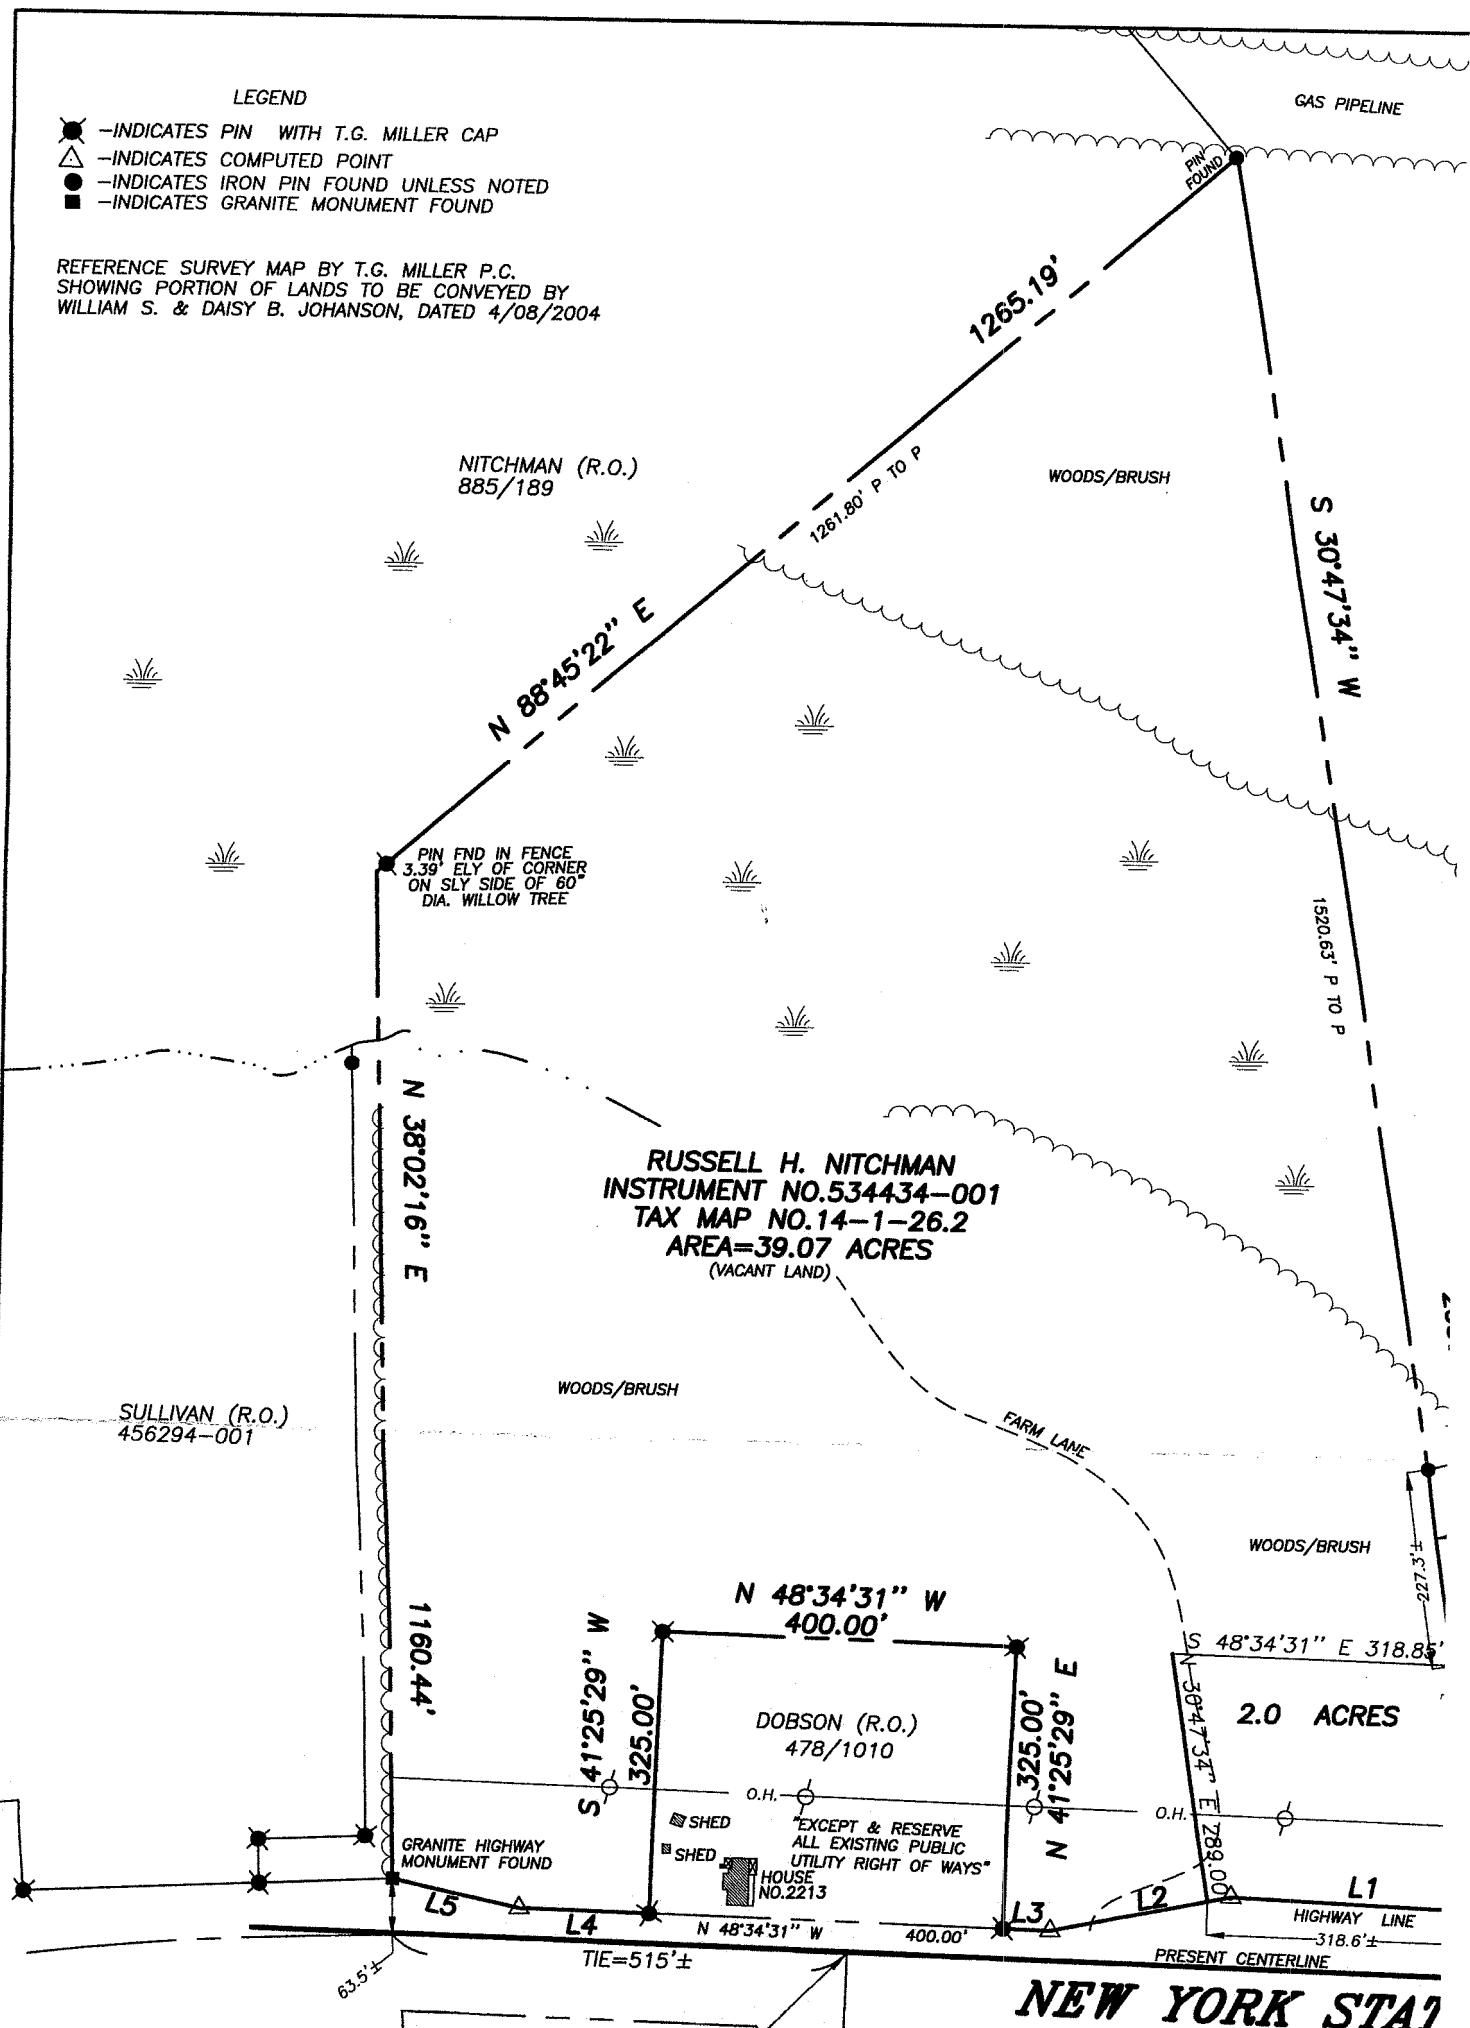 LEGEND
-INDICATES PIN WITH T.G. MILLER CAP
-INDICATES COMPUTED POINT
-INDICATES IRON PIN FOUND UNLESS NOTED
-INDICATES GRANITE MONUMENT FOUND
REFERENCE SURVEY MAP BY T.G. MILLER P.C.
SHOWING PORTION OF LANDS TO BE CONVEYED BY
WILLIAM S. & DAISY B. JOHANSON, DATED 4/08/2004
GAS PIPELINE
PIN
FOUND
1265.19'
NITCHMAN (R.O.)
885/189
1261.80' P TO P
WOODS/BRUSH
S 30°47'34" W
N 88°45'22" E
PIN FND IN FENCE
3.39' ELY OF CORNER
ON SLY SIDE OF 60"
DIA. WILLOW TREE
1520.63' P TO P
N 38°02'16" E
RUSSELL H. NITCHMAN
INSTRUMENT NO.534434-001
TAX MAP NO.14-1-26.2
AREA=39.07 ACRES
(VACANT LAND)
WOODS/BRUSH
SULLIVAN (R.O.)
456294-001
FARM LANE
WOODS/BRUSH
227.3'±
1160.44'
N 48°34'31" W
400.00'
S 41°25'29" W
325.00'
325.00'
N 41°25'29" E
S 48°34'31" E 318.85'
N 30°47'34" E 289.00'
2.0 ACRES
DOBSON (R.O.)
478/1010
O.H.
O.H.
SHED
SHED
"EXCEPT & RESERVE
ALL EXISTING PUBLIC
UTILITY RIGHT OF WAYS"
HOUSE
NO.2213
GRANITE HIGHWAY
MONUMENT FOUND
L5
L4
L3
L2
L1
HIGHWAY LINE
N 48°34'31" W
400.00'
318.6'±
TIE=515'±
63.5'±
PRESENT CENTERLINE
NEW YORK STAT